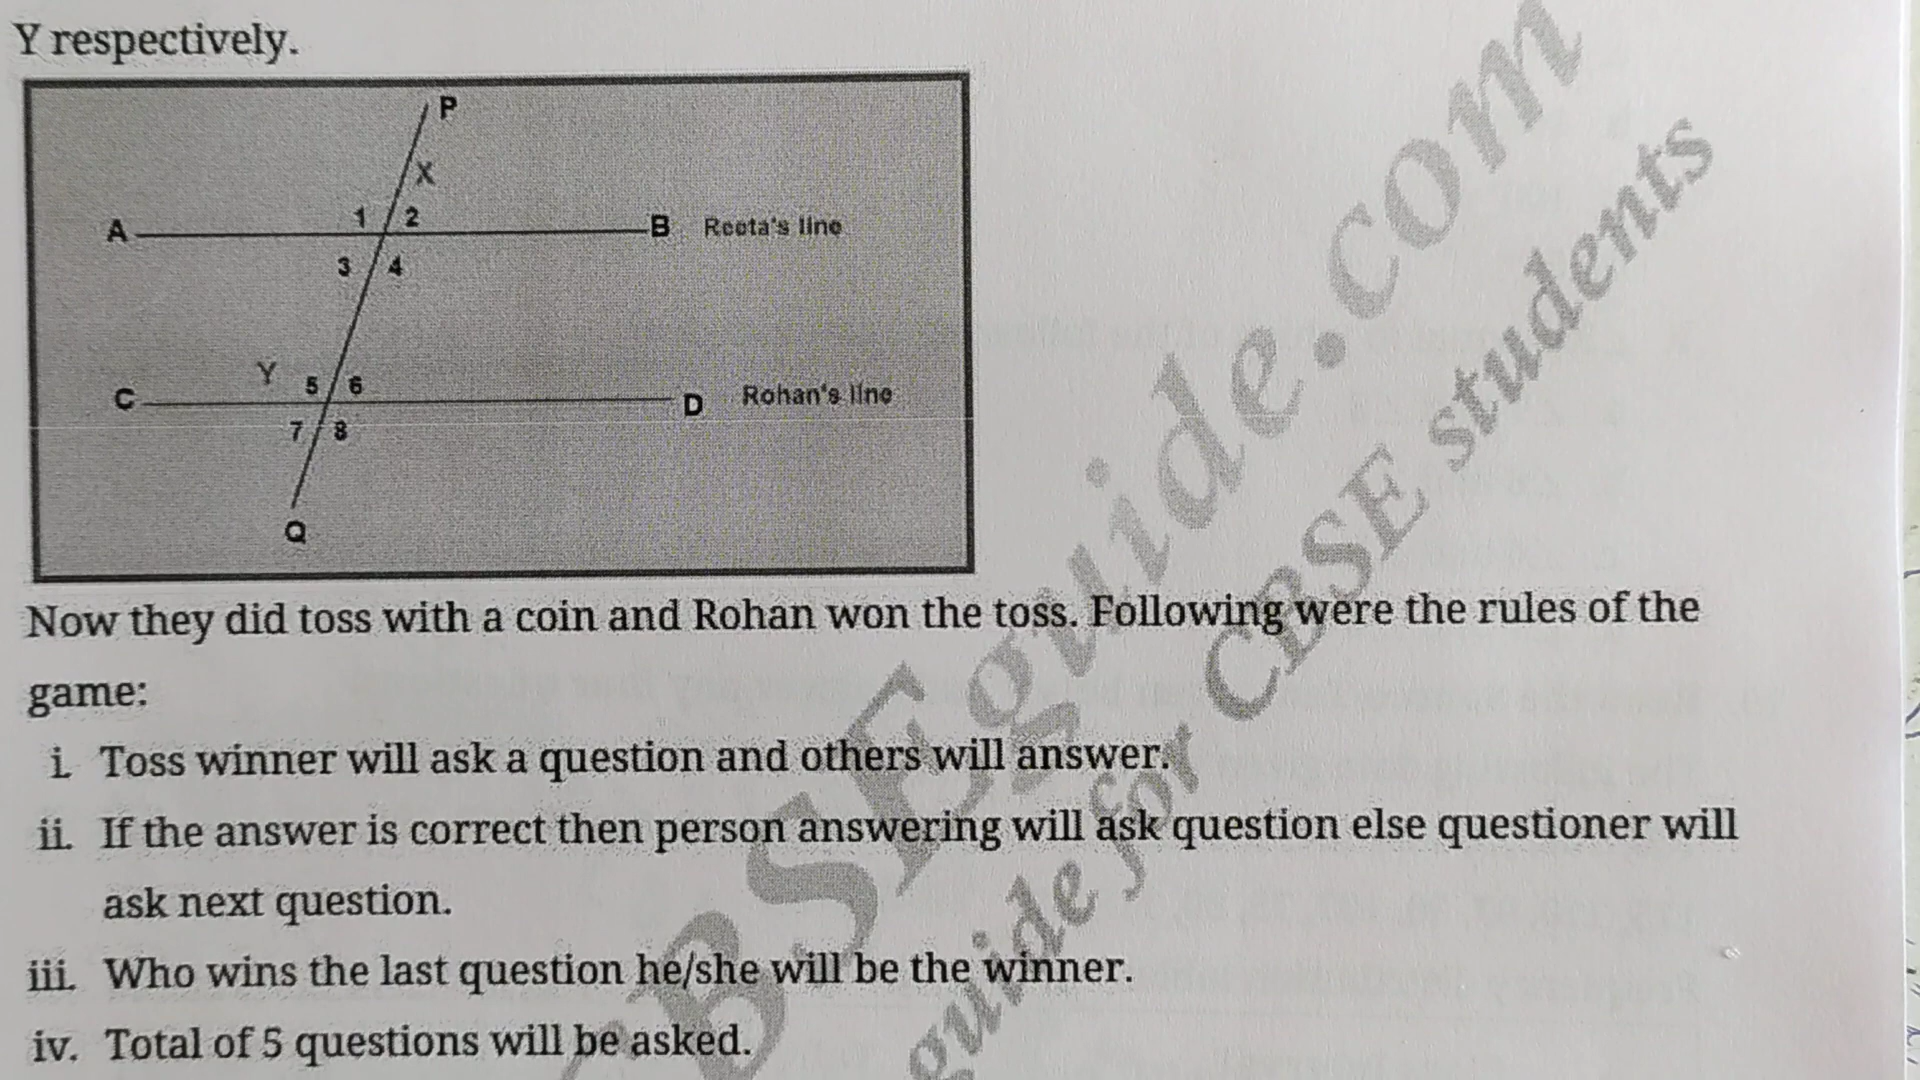 Y respectively.
P
X
1 2
A B Reeta's line
3 4
Y 5 6
C D Rohan's line
7 8
Q
Now they did toss with a coin and Rohan won the toss. Following were the rules of the
game:
i. Toss winner will ask a question and others will answer.
ii. If the answer is correct then person answering will ask question else questioner will
ask next question.
iii. Who wins the last question he/she will be the winner.
iv. Total of 5 questions will be asked.
BSEguide.com
guide for CBSE students